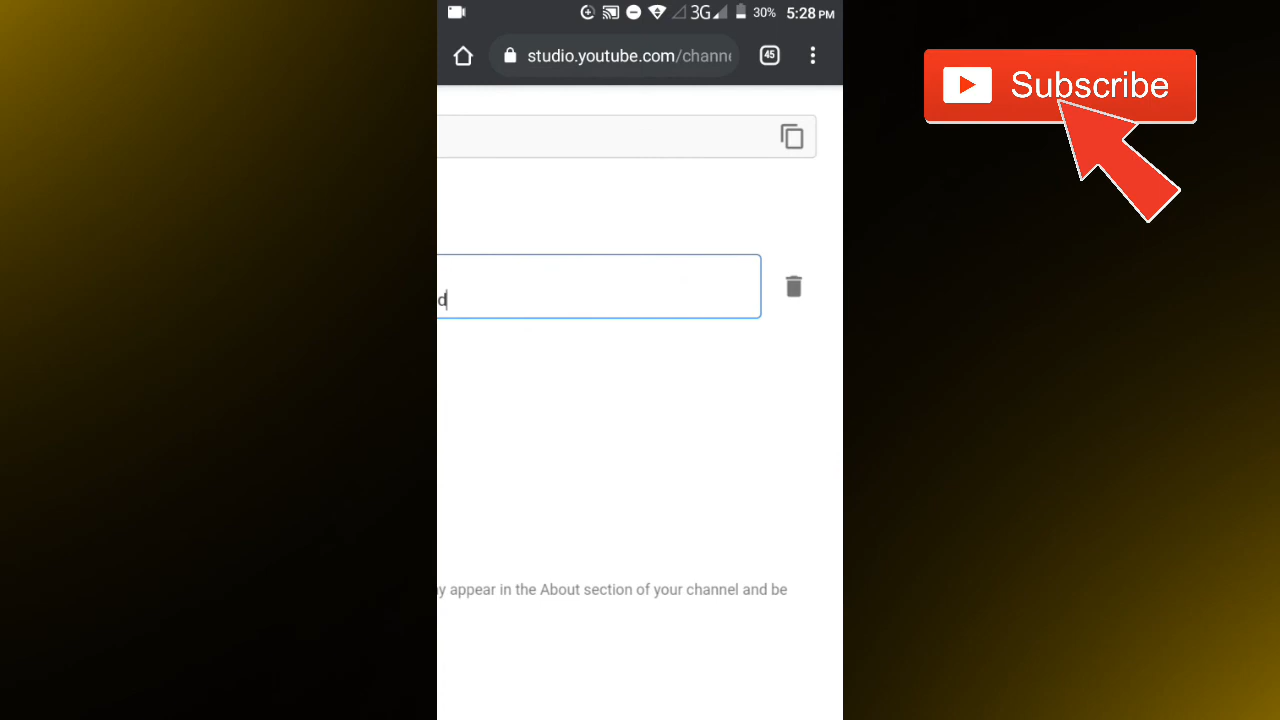 3G 30% 5:28 PM
studio.youtube.com/chann
45
Subscribe
d
y appear in the About section of your channel and be